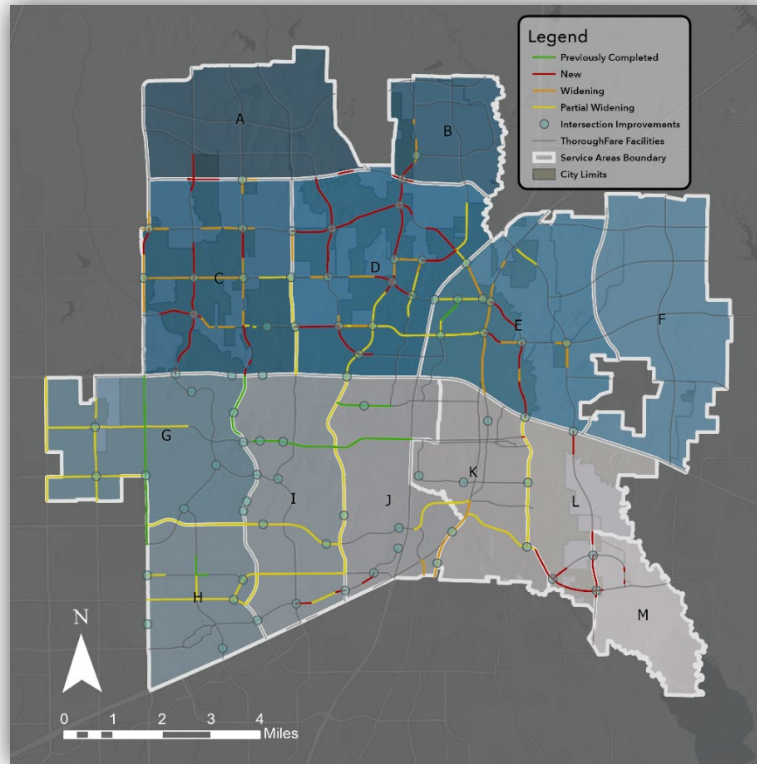 Legend
Previously Completed
New
Widening
Partial Widening
Intersection Improvements
ThoroughFare Facilities
Service Areas Boundary
City Limits
A
B
C
D
E
F
G
H
I
J
K
L
M
N
0 1 2 3 4
Miles